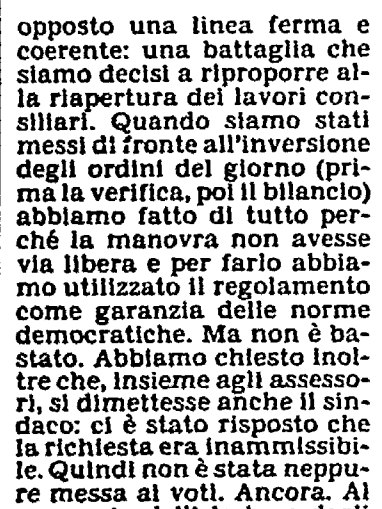 opposto una linea ferma e
coerente: una battaglia che
siamo decisi a riproporre al-
la riapertura dei lavori con-
siliari. Quando siamo stati
messi di fronte all'inversione
degli ordini del giorno (pri-
ma la verifica, poi il bilancio)
abbiamo fatto di tutto per-
ché la manovra non avesse
via libera e per farlo abbia-
mo utilizzato il regolamento
come garanzia delle norme
democratiche. Ma non è ba-
stato. Abbiamo chiesto inol-
tre che, insieme agli assesso-
ri, si dimettesse anche il sin-
daco: ci è stato risposto che
la richiesta era inammissibi-
le. Quindi non è stata neppu-
re messa ai voti. Ancora. Al